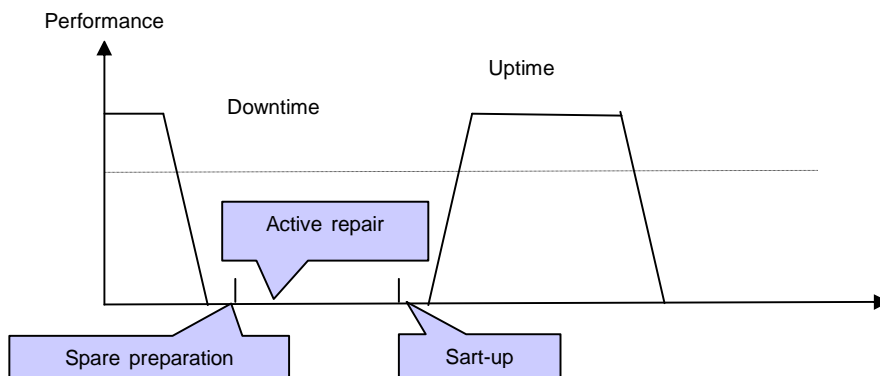 Performance
Uptime
Downtime
Active repair
Spare preparation
Sart-up